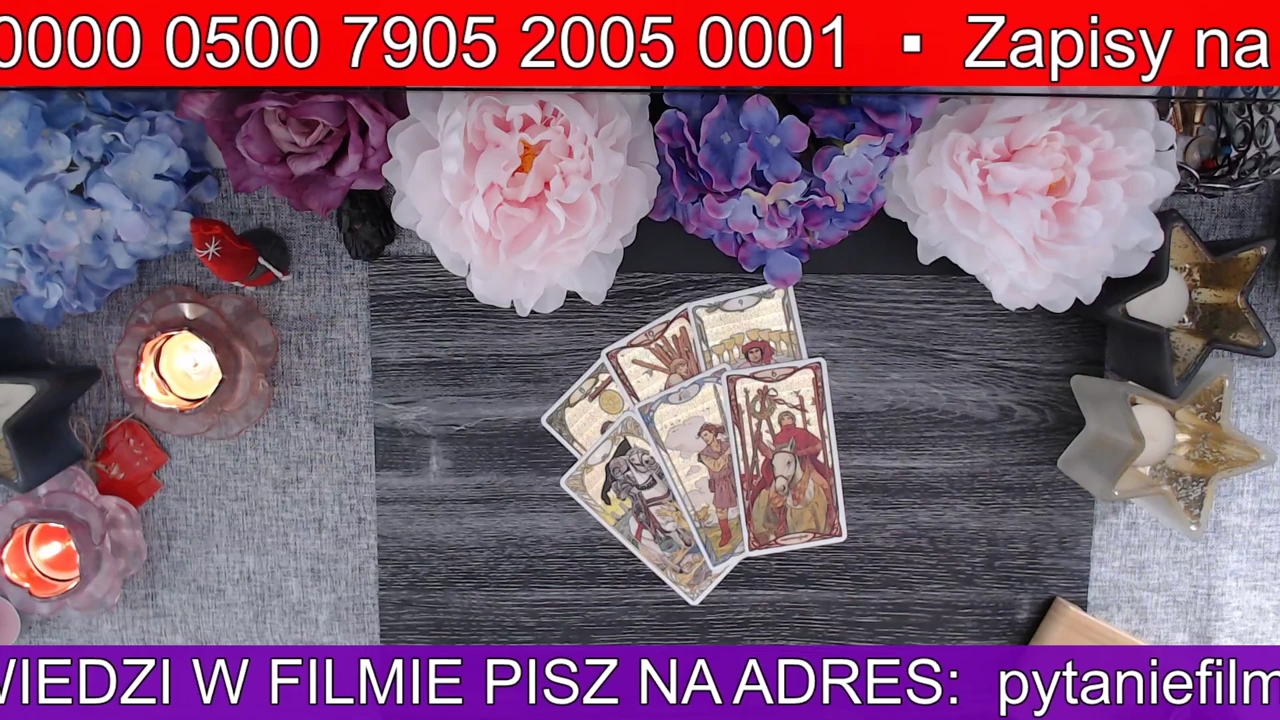 0000 0500 7905 2005 0001 ▪ Zapisy na
WIEDZI W FILMIE PISZ NA ADRES: pytaniefilm